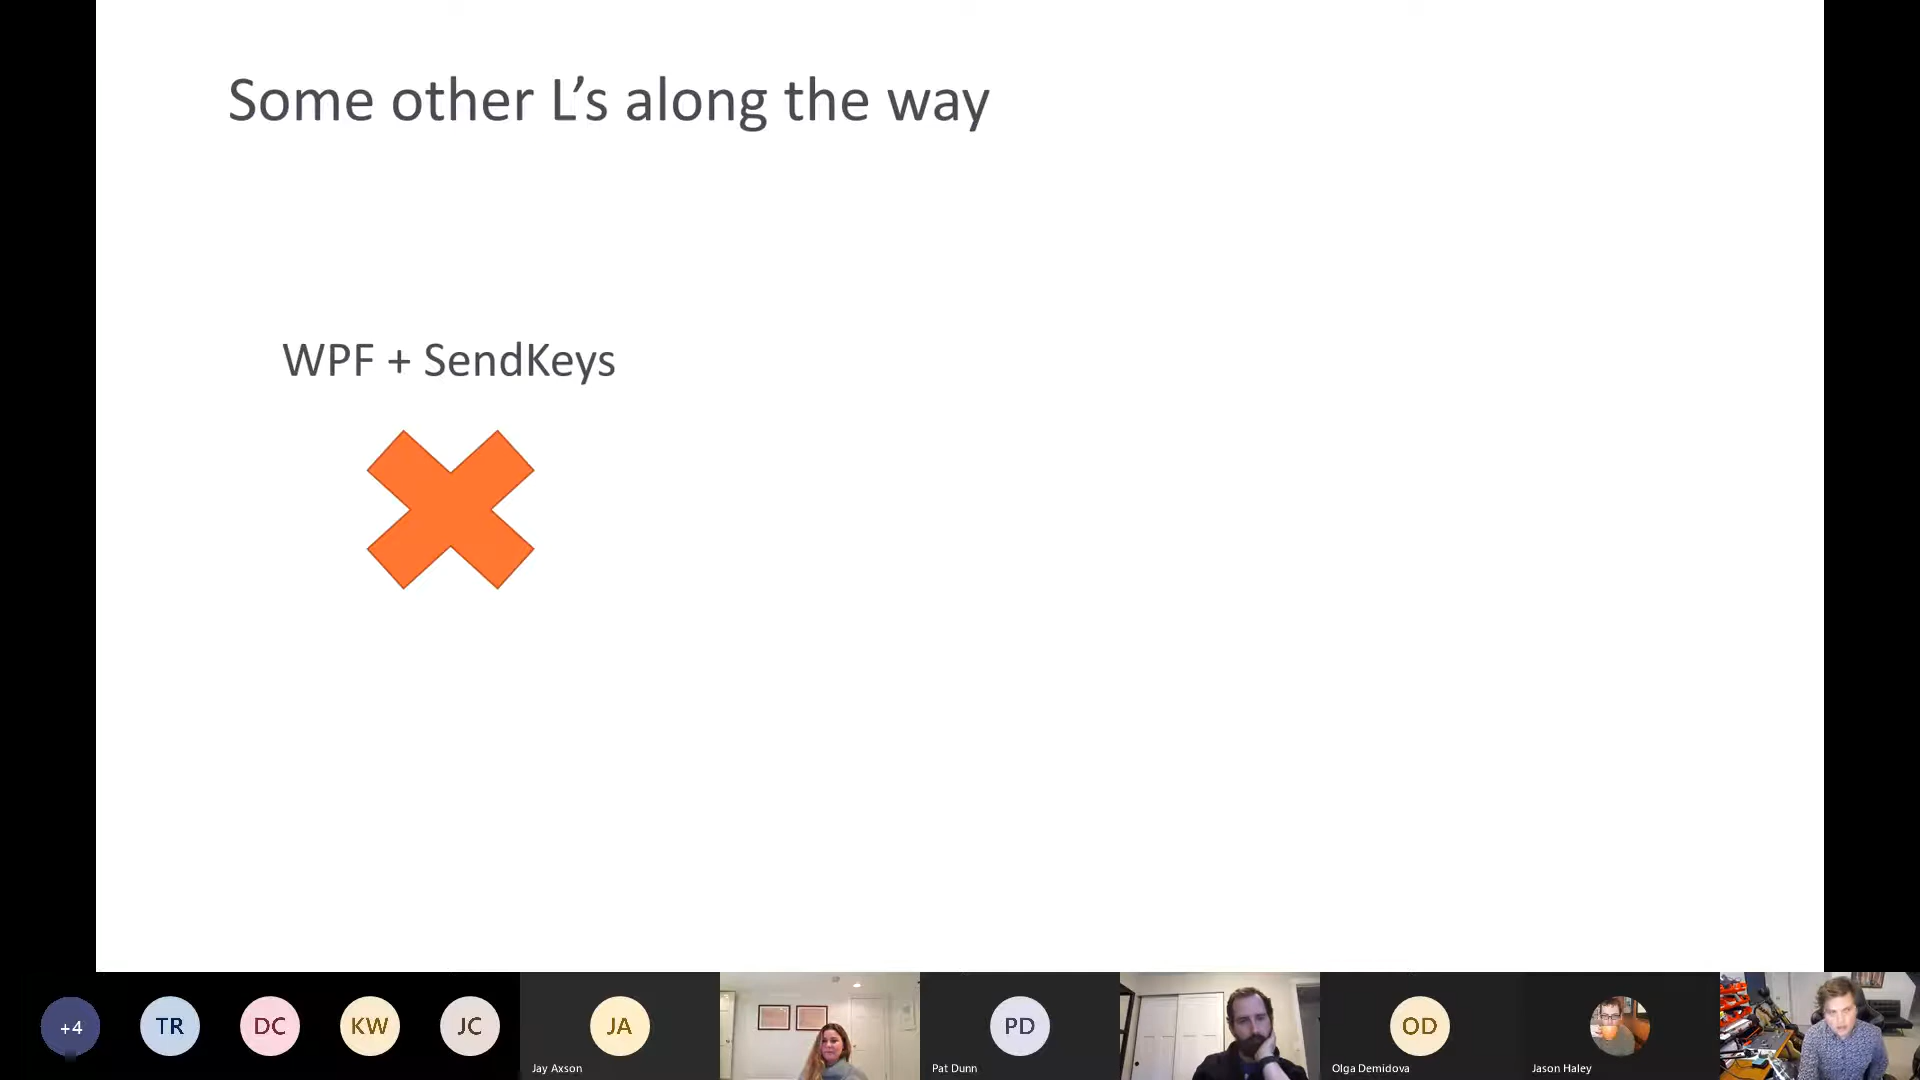 Some other L’s along the way
WPF + SendKeys
+4
TR
DC
KW
JC
JA
Jay Axson
PD
Pat Dunn
OD
Olga Demidova
Jason Haley